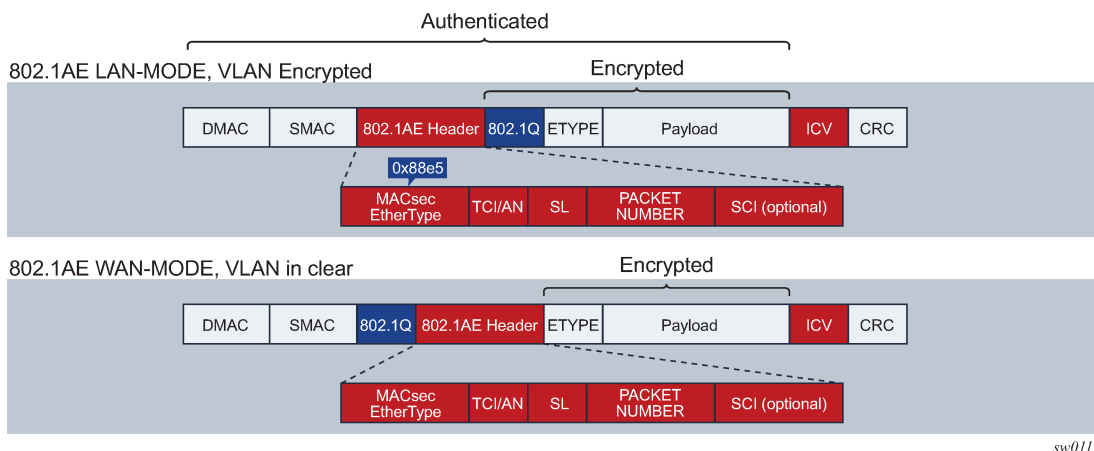 Authenticated
802.1AE LAN-MODE, VLAN Encrypted
Encrypted
DMAC SMAC 802.1AE Header 802.1Q ETYPE Payload ICV CRC
0x88e5
MACsec
EtherType TCI/AN SL PACKET
NUMBER SCI (optional)
802.1AE WAN-MODE, VLAN in clear
Encrypted
DMAC SMAC 802.1Q 802.1AE Header ETYPE Payload ICV CRC
MACsec
EtherType TCI/AN SL PACKET
NUMBER SCI (optional)
sw011